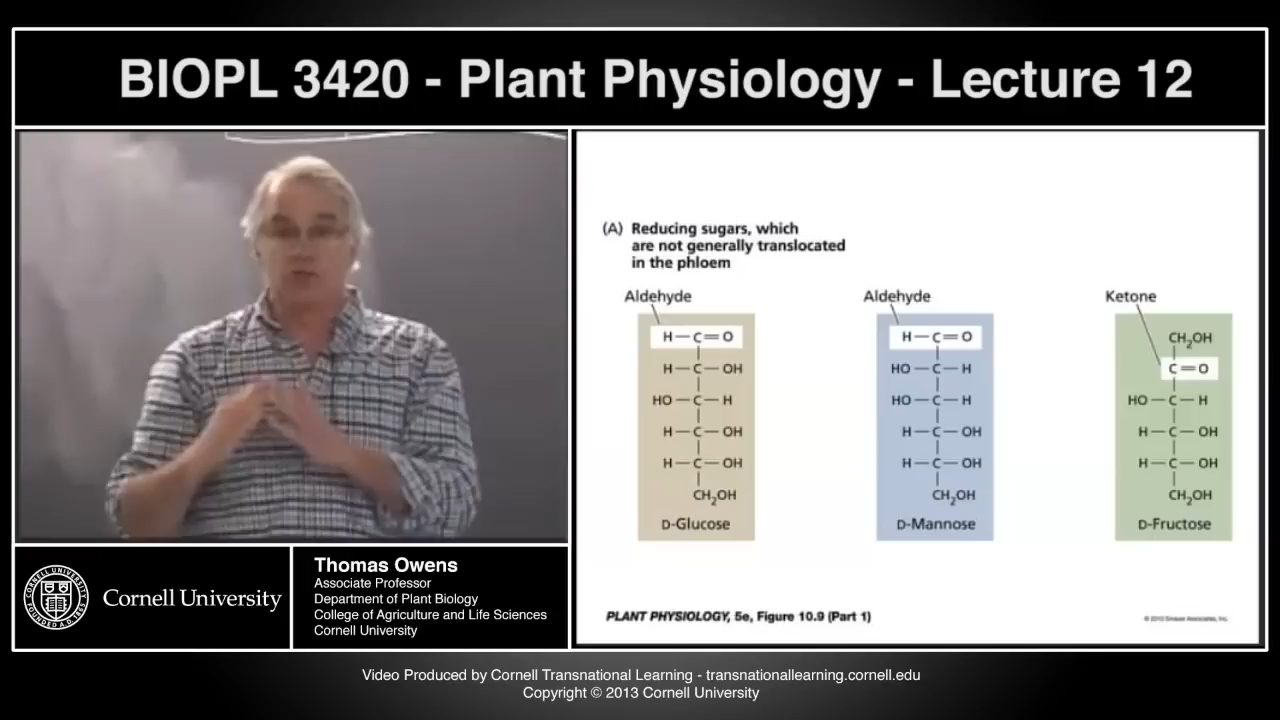 BIOPL 3420 - Plant Physiology - Lecture 12
(A) Reducing sugars, which
are not generally translocated
in the phloem
Aldehyde
H—C=O
H—C—OH
HO—C—H
H—C—OH
H—C—OH
CH₂OH
D-Glucose
Aldehyde
H—C=O
HO—C—H
HO—C—H
H—C—OH
H—C—OH
CH₂OH
D-Mannose
Ketone
CH₂OH
C=O
HO—C—H
H—C—OH
H—C—OH
CH₂OH
D-Fructose
PLANT PHYSIOLOGY, 5e, Figure 10.9 (Part 1)
© 2010 Sinauer Associates, Inc.
Cornell University
Thomas Owens
Associate Professor
Department of Plant Biology
College of Agriculture and Life Sciences
Cornell University
Video Produced by Cornell Transnational Learning - transnationallearning.cornell.edu
Copyright © 2013 Cornell University